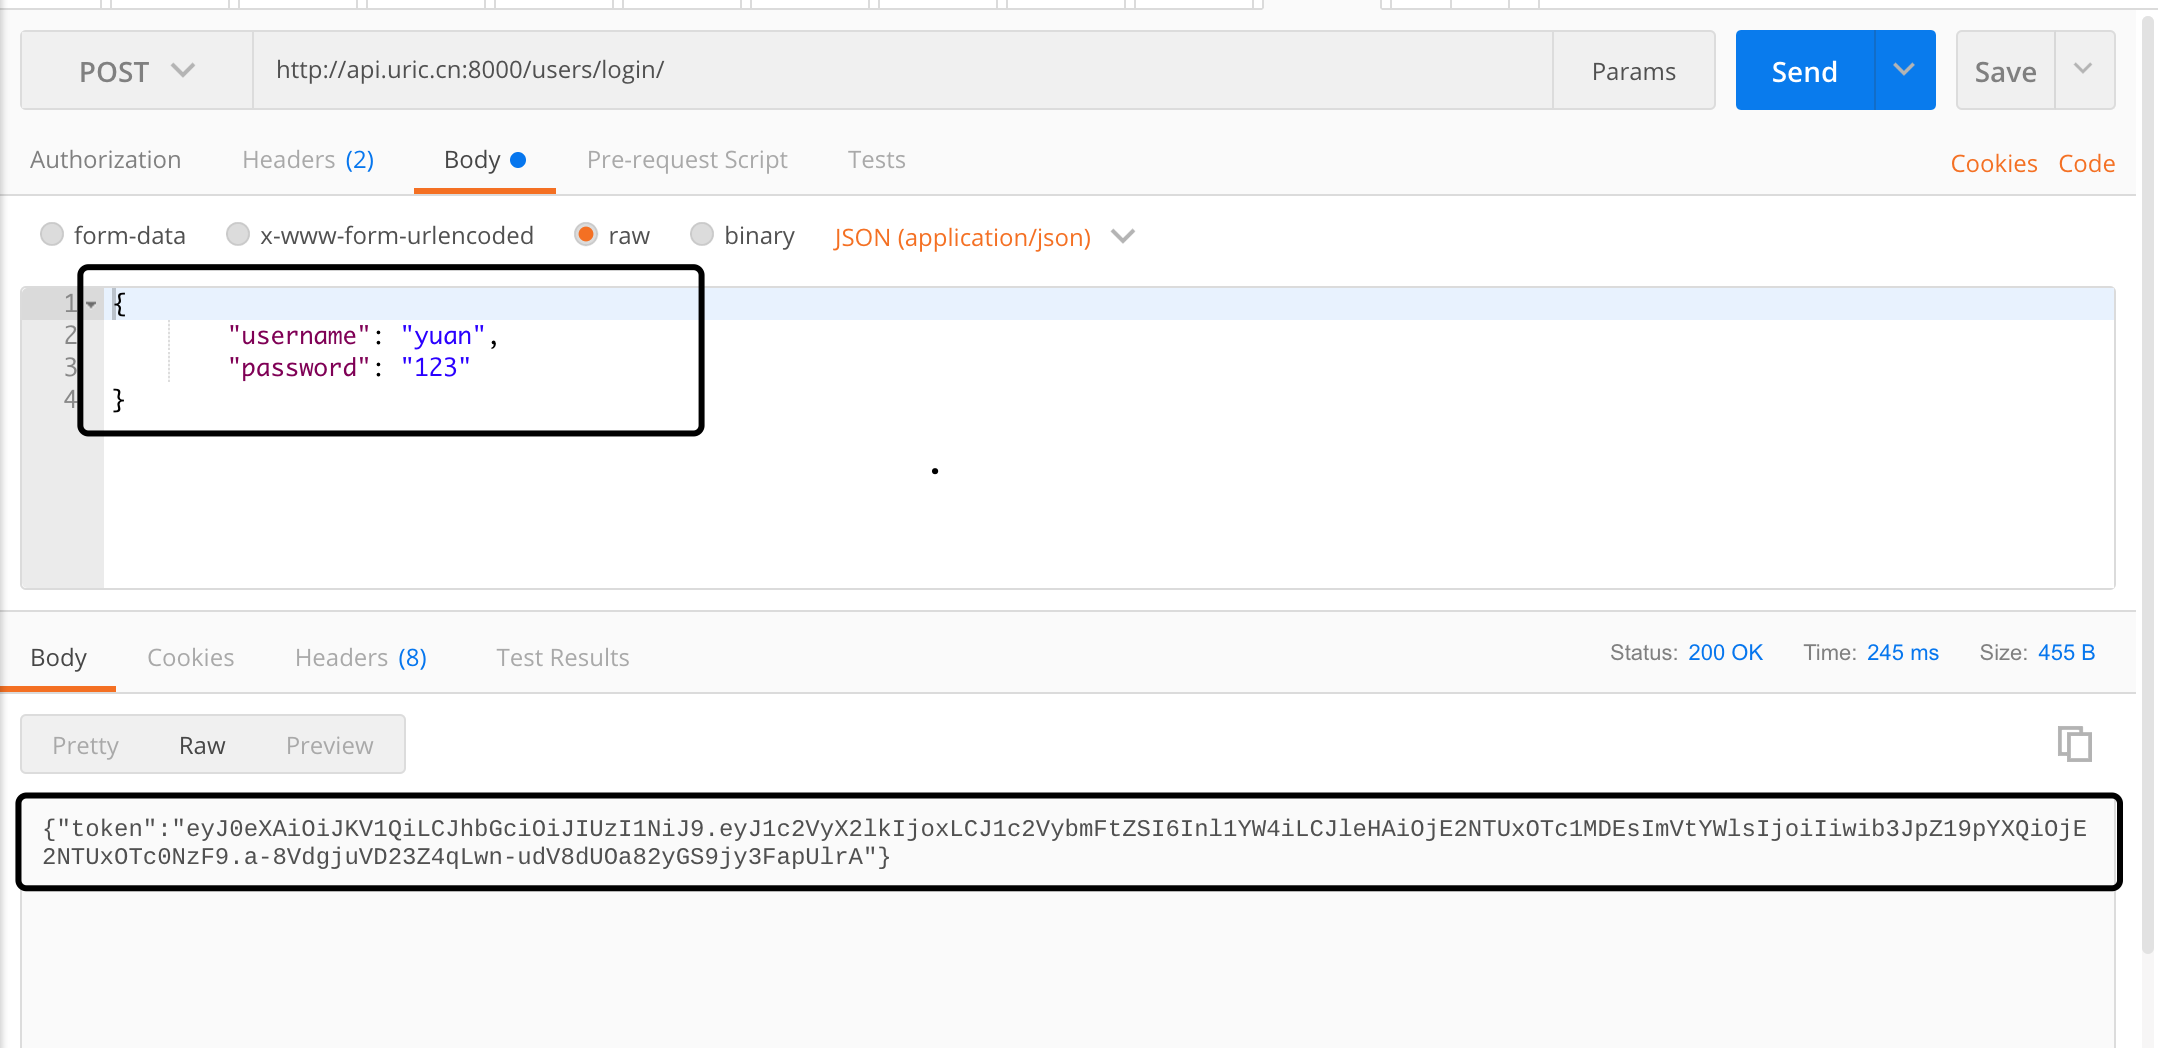 POST http://api.uric.cn:8000/users/login/ Params Send Save
Authorization Headers (2) Body Pre-request Script Tests Cookies Code
form-data x-www-form-urlencoded raw binary JSON (application/json)
1 {
2 "username": "yuan",
3 "password": "123"
4 }
Body Cookies Headers (8) Test Results Status: 200 OK Time: 245 ms Size: 455 B
Pretty Raw Preview
{"token":"eyJ0eXAiOiJKV1QiLCJhbGciOiJIUzI1NiJ9.eyJ1c2VyX2lkIjoxLCJ1c2VybmFtZSI6Inl1YW4iLCJleHAiOjE2NTUxOTc1MDEsImVtYWlsIjoiIiwib3JpZ19pYXQiOjE
2NTUxOTc0NzF9.a-8VdgjuVD23Z4qLwn-udV8dUOa82yGS9jy3FapUlrA"}